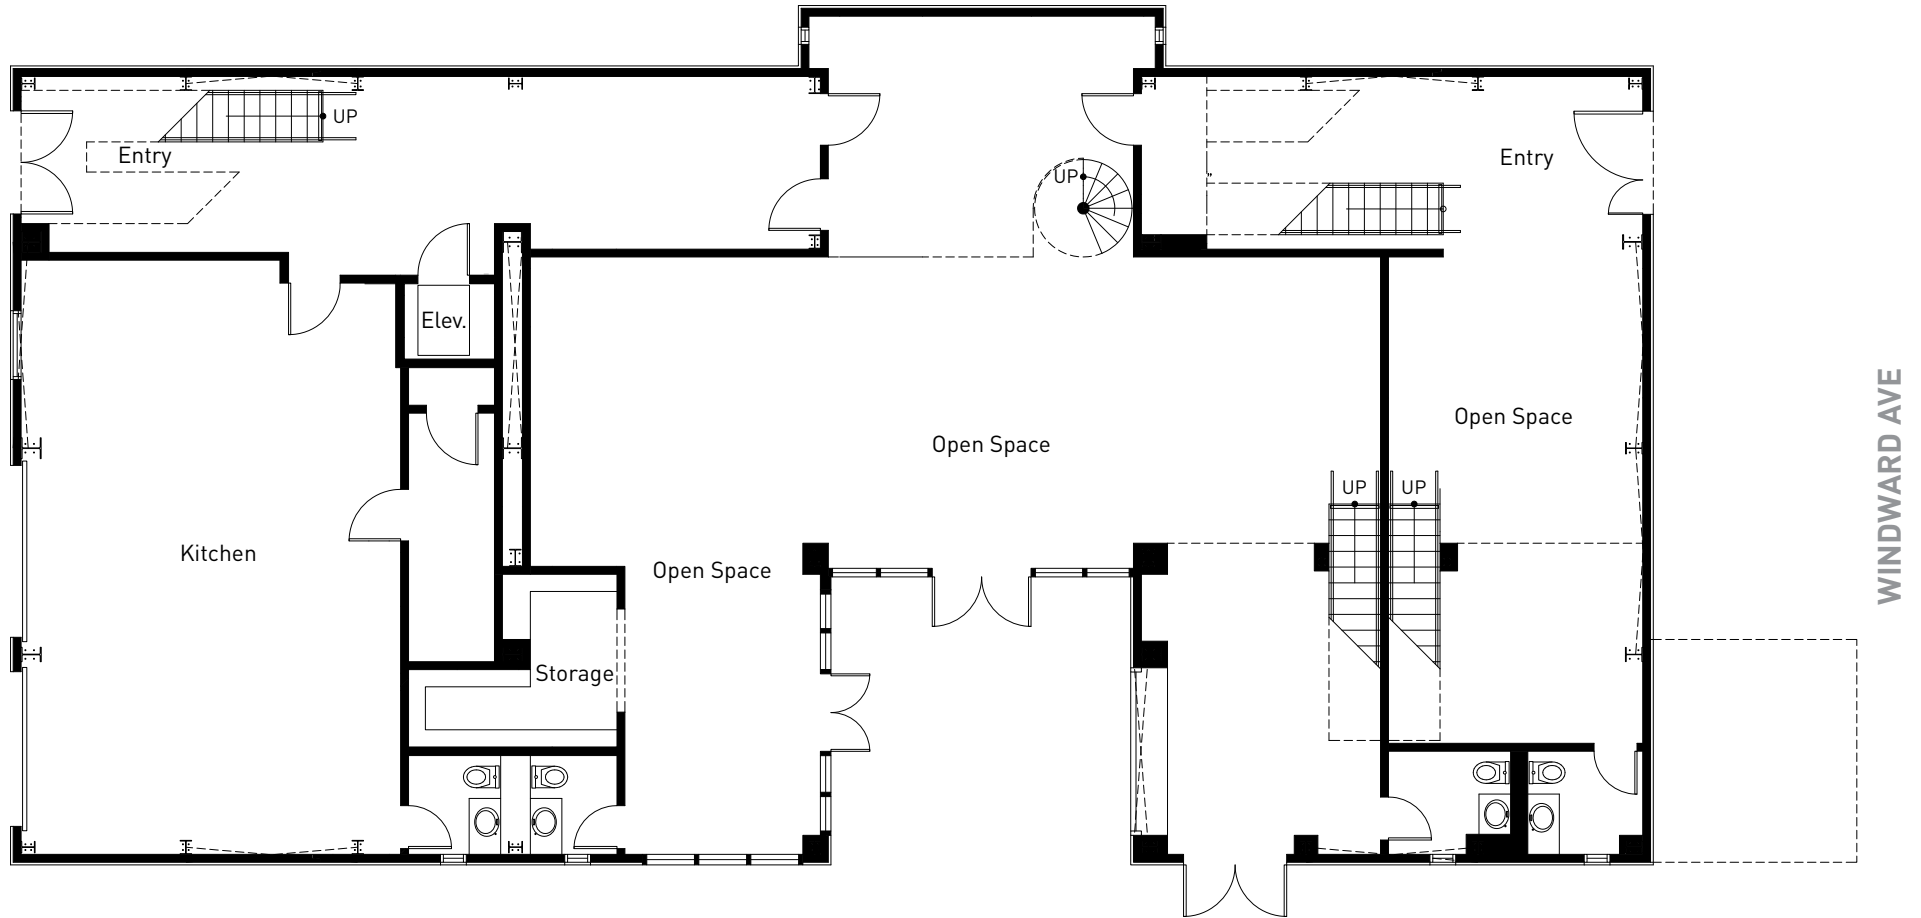 UP
Entry
UP
Entry
Elev.
Open Space
Open Space
UP
UP
Kitchen
Open Space
Storage
WINDWARD AVE